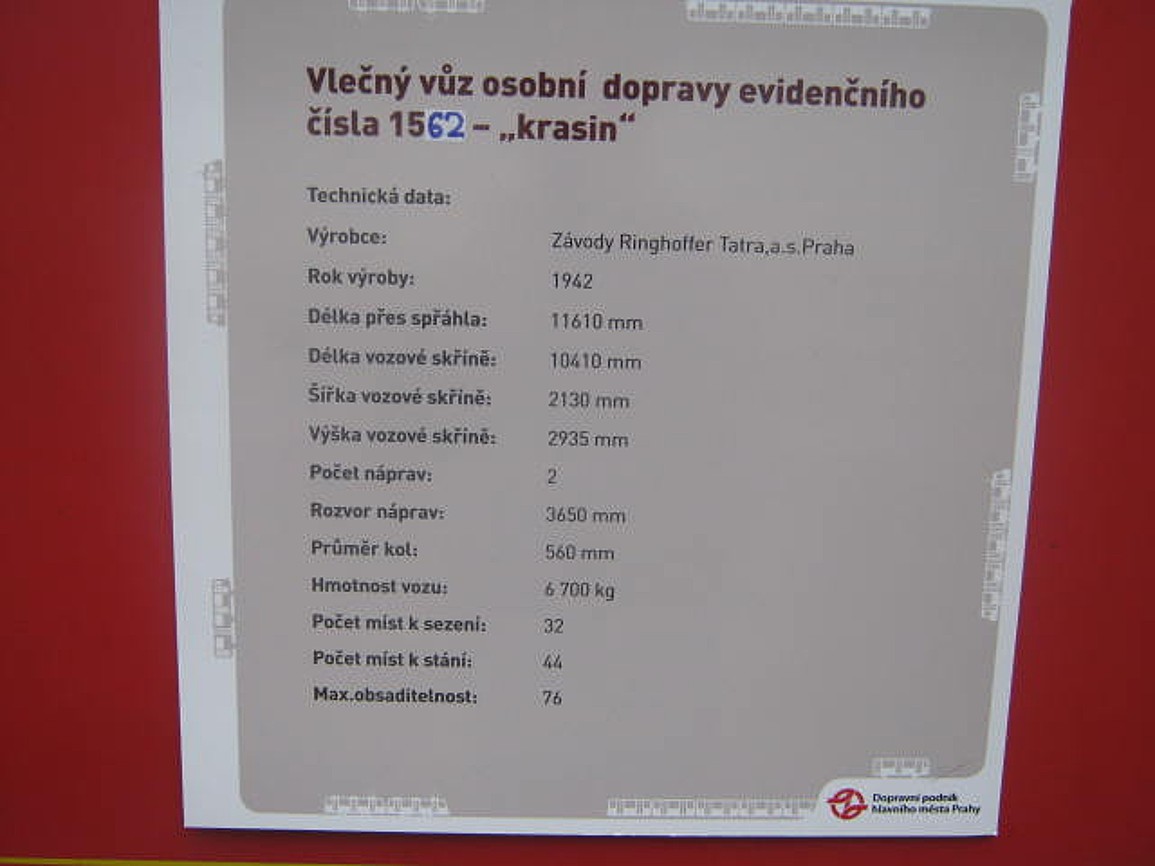 Vlečný vůz osobní dopravy evidenčního
čísla 1562 – „krasin“
Technická data:
Výrobce: Závody Ringhoffer Tatra,a.s.Praha
Rok výroby: 1942
Délka přes spřáhla: 11610 mm
Délka vozové skříně: 10410 mm
Šířka vozové skříně: 2130 mm
Výška vozové skříně: 2935 mm
Počet náprav: 2
Rozvor náprav: 3650 mm
Průměr kol: 560 mm
Hmotnost vozu: 6 700 kg
Počet míst k sezení: 32
Počet míst k stání: 44
Max.obsaditelnost: 76
Dopravní podnik
hlavního města Prahy